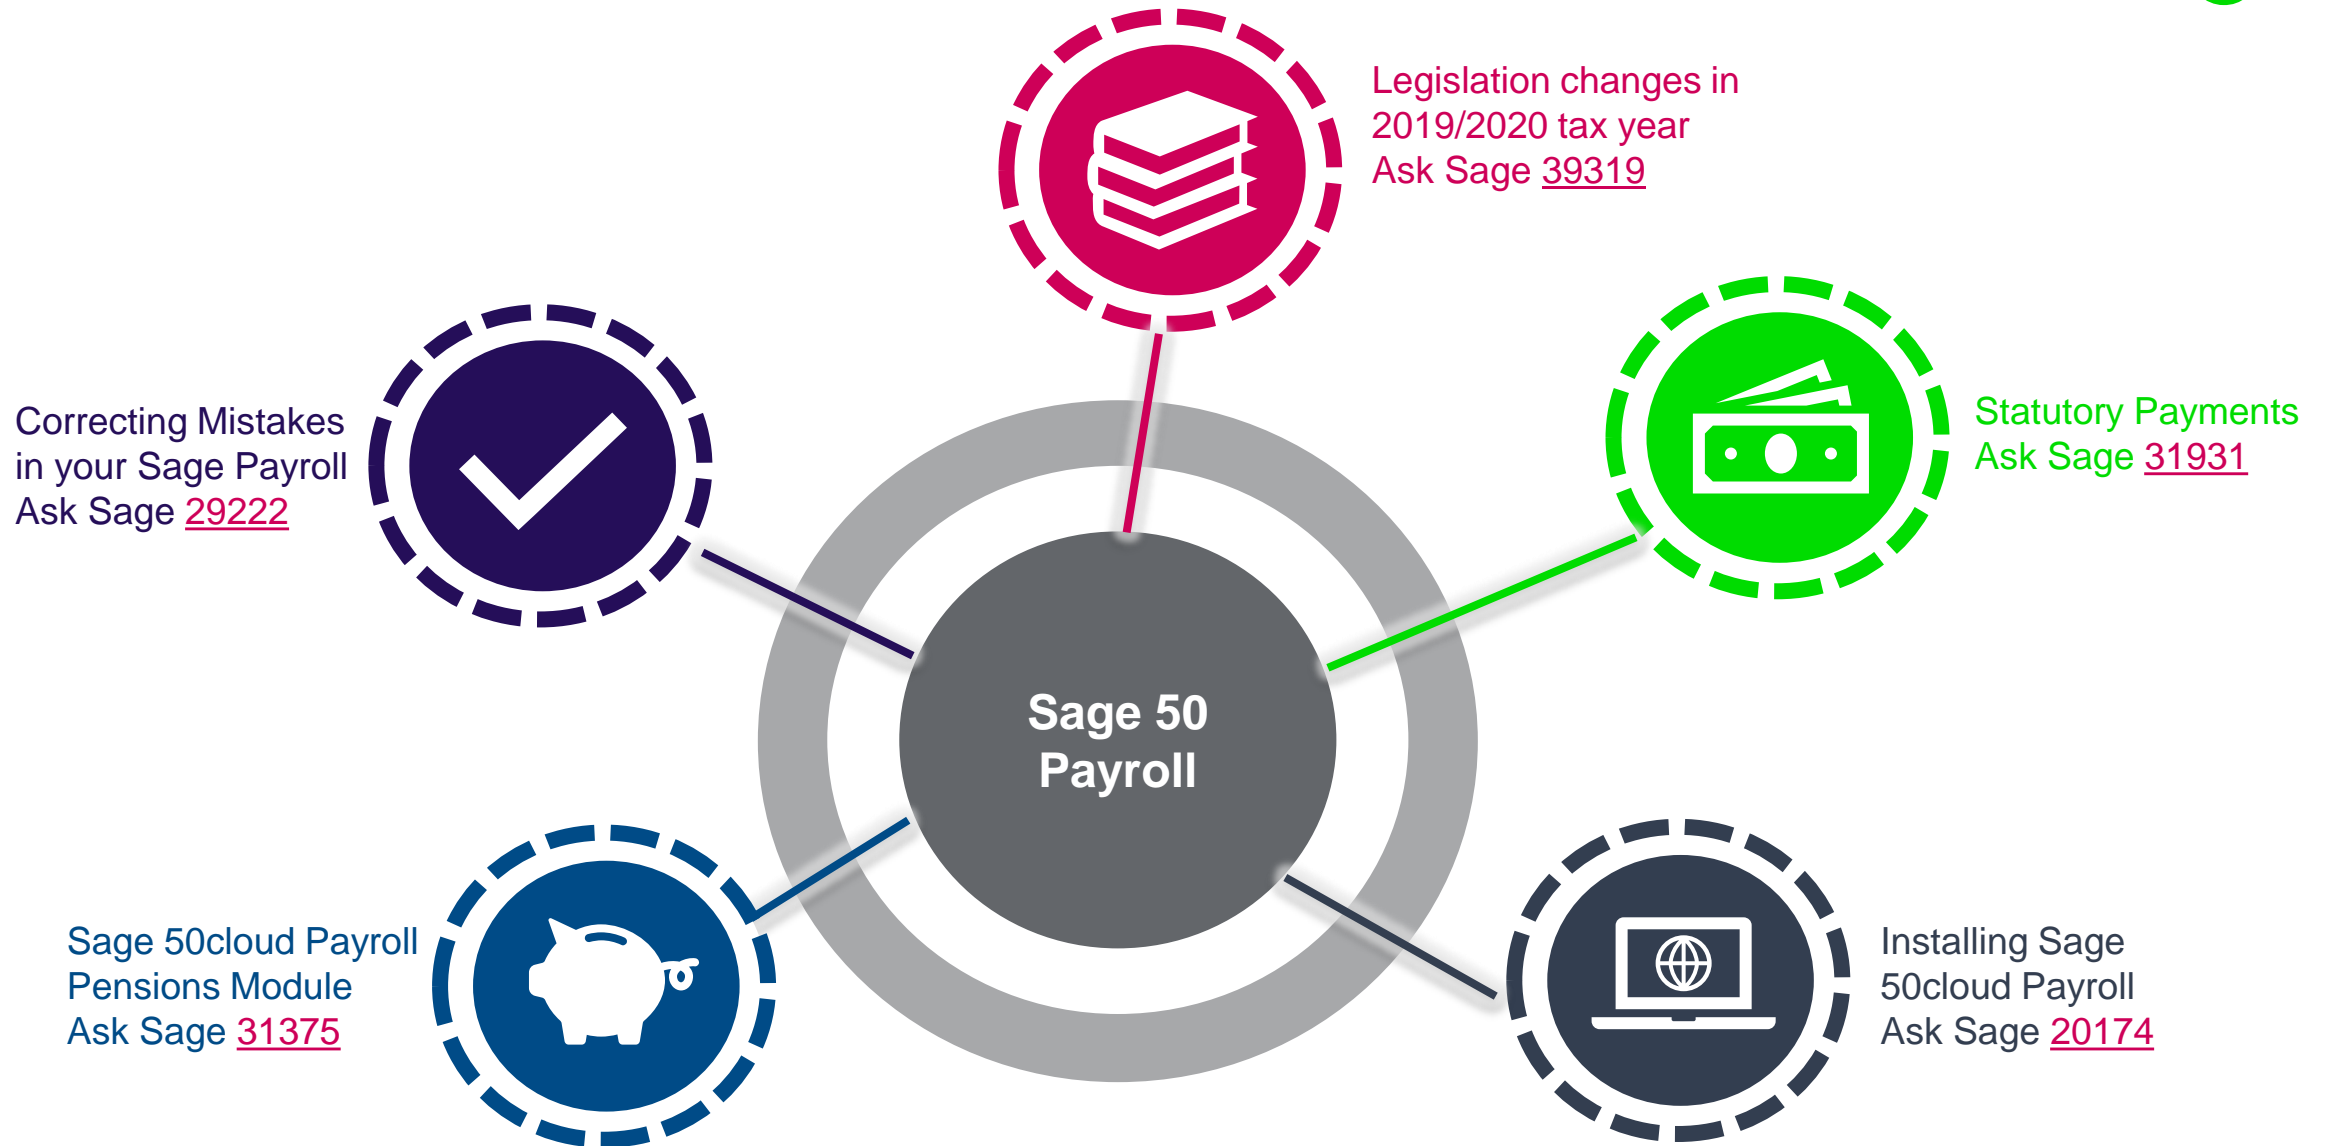 Legislation changes in
2019/2020 tax year
Ask Sage 39319
Statutory Payments
Ask Sage 31931
Correcting Mistakes
in your Sage Payroll
Ask Sage 29222
Sage 50
Payroll
Sage 50cloud Payroll
Pensions Module
Ask Sage 31375
Installing Sage
50cloud Payroll
Ask Sage 20174